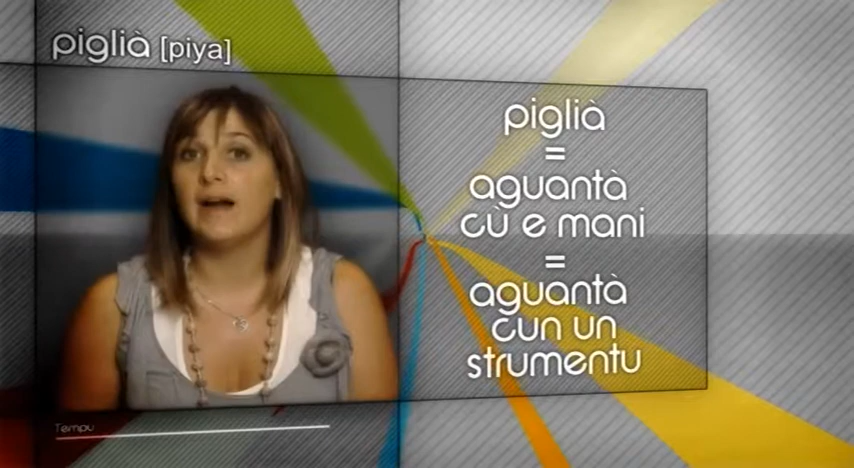 piglià [piya]
piglià
=
aguantà
cù e mani
=
aguantà
cun un
strumentu
Tempu